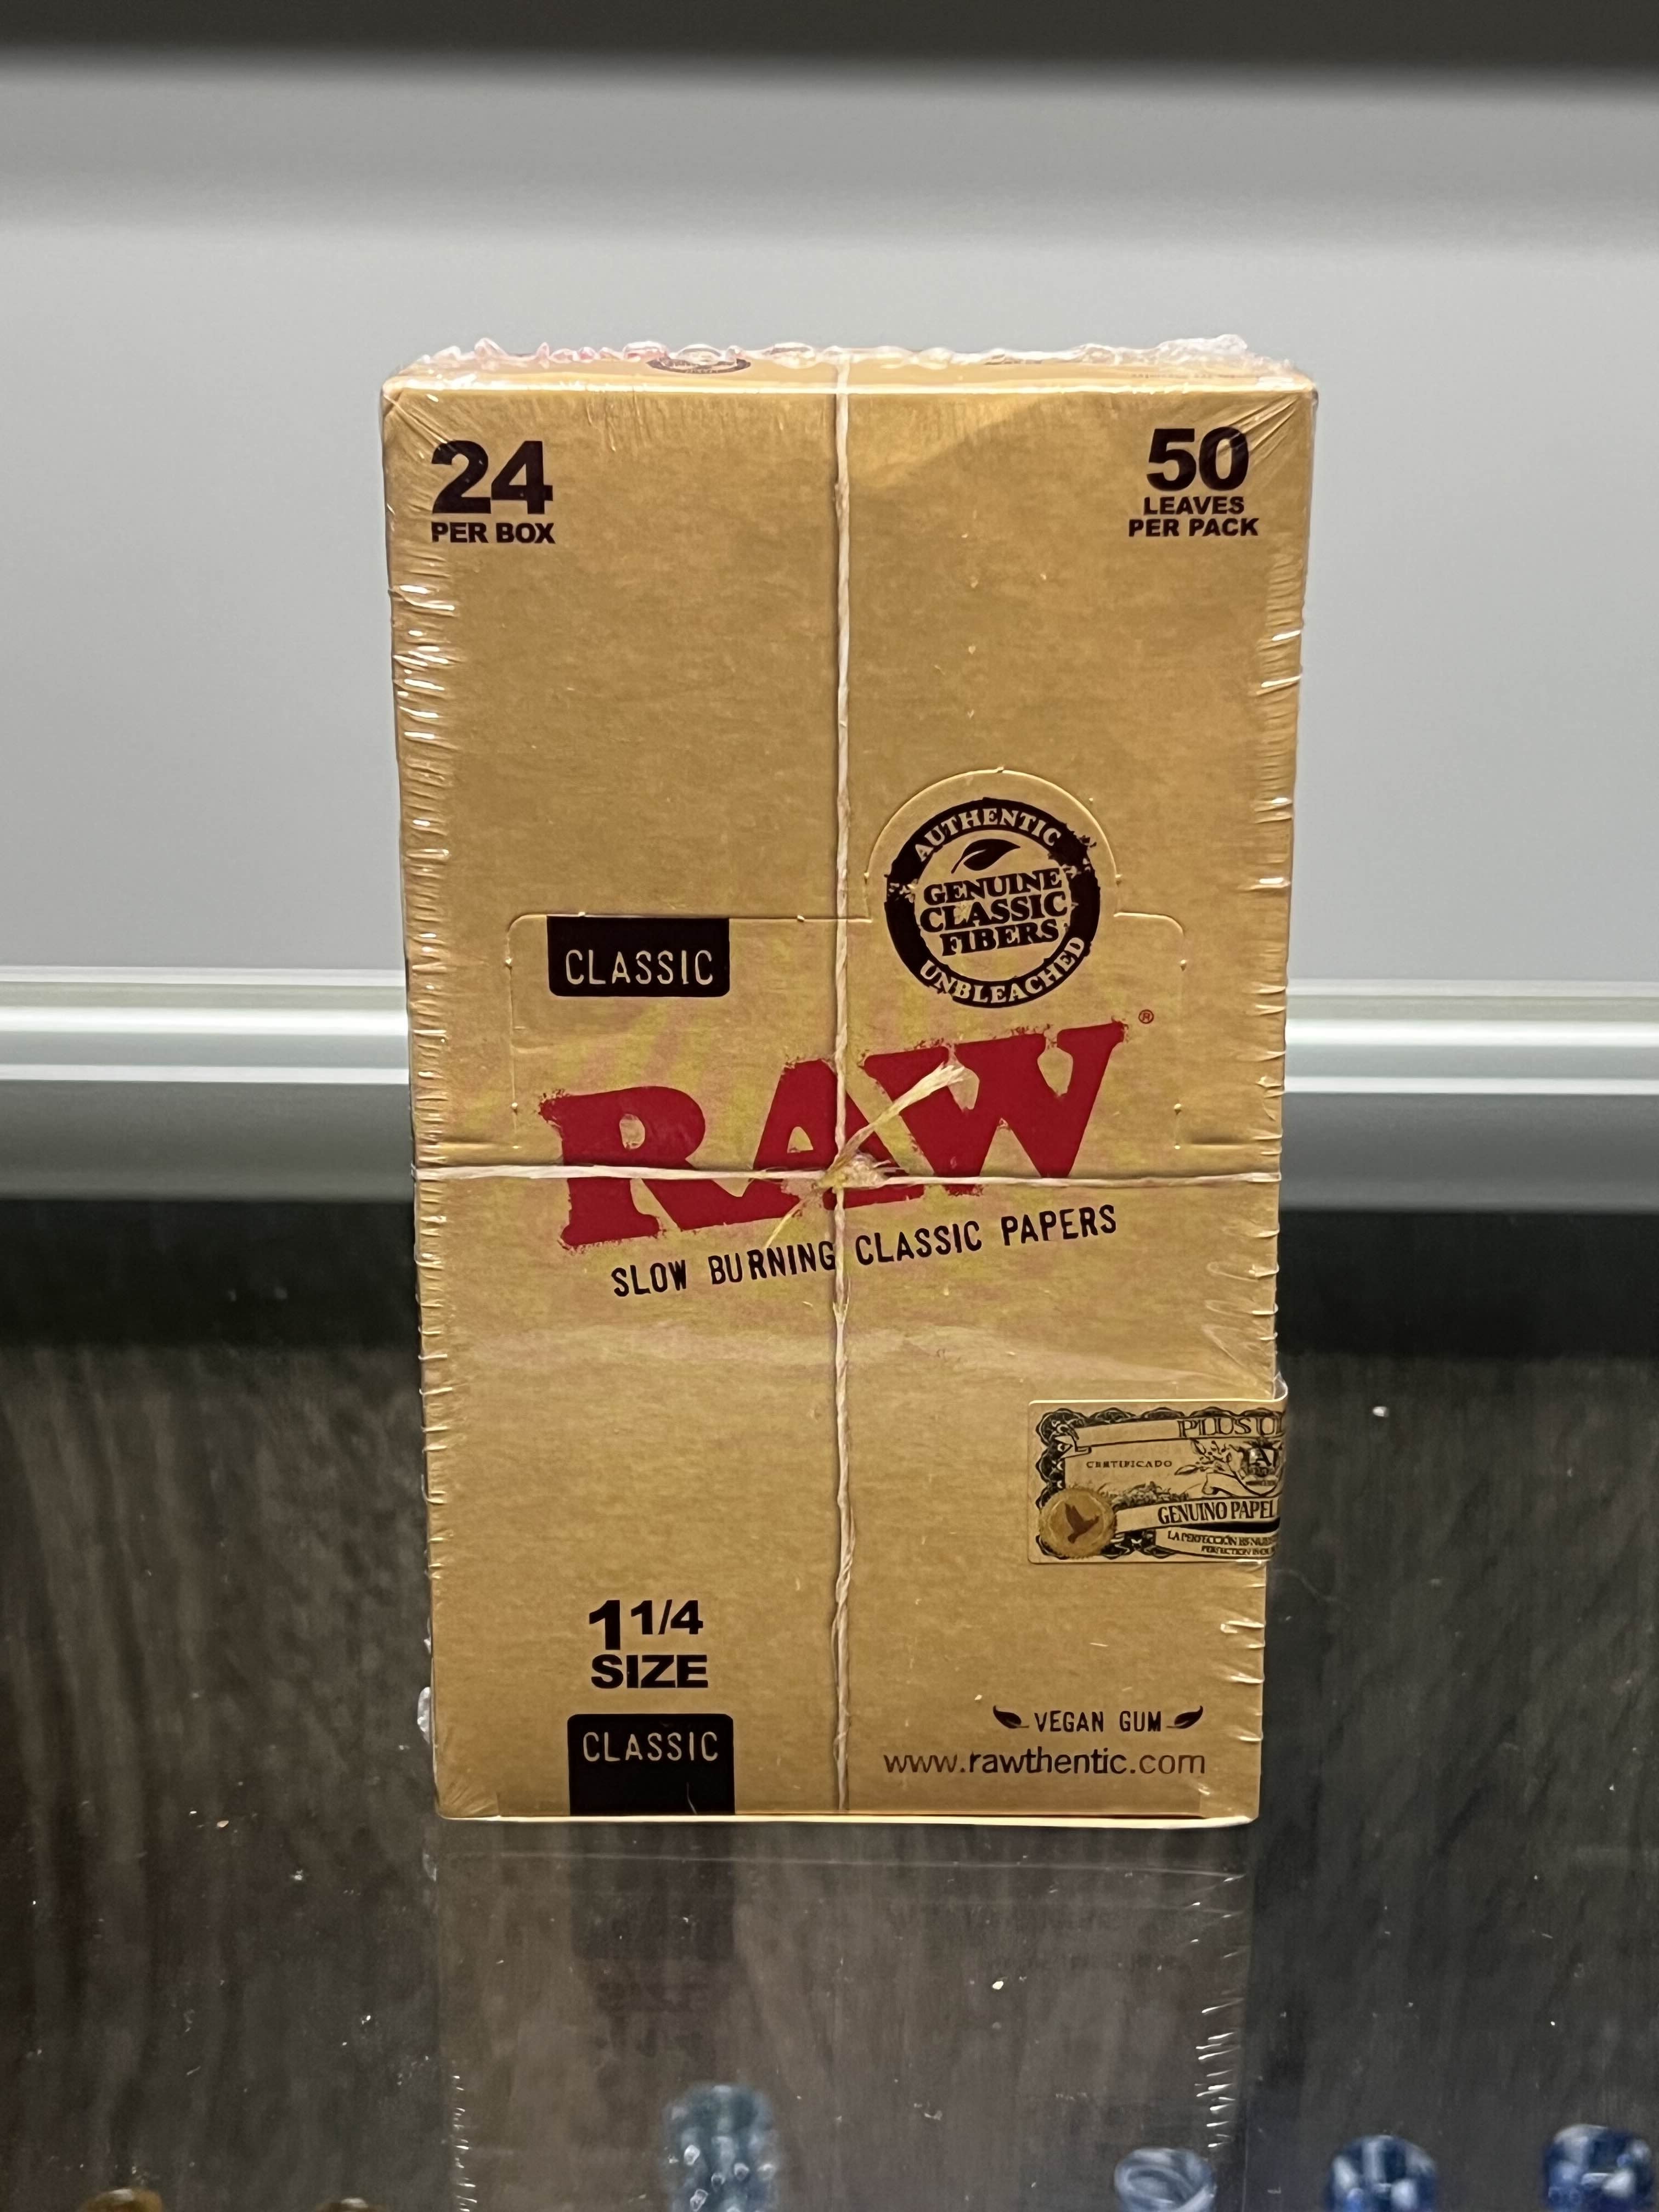 24
PER BOX
50
LEAVES
PER PACK
AUTHENTIC
GENUINE
CLASSIC
FIBERS
UNBLEACHED
CLASSIC
RAW®
SLOW BURNING CLASSIC PAPERS
CERTIFICADO
GENUINO PAPEL
1 1/4
SIZE
CLASSIC
VEGAN GUM
www.rawthentic.com